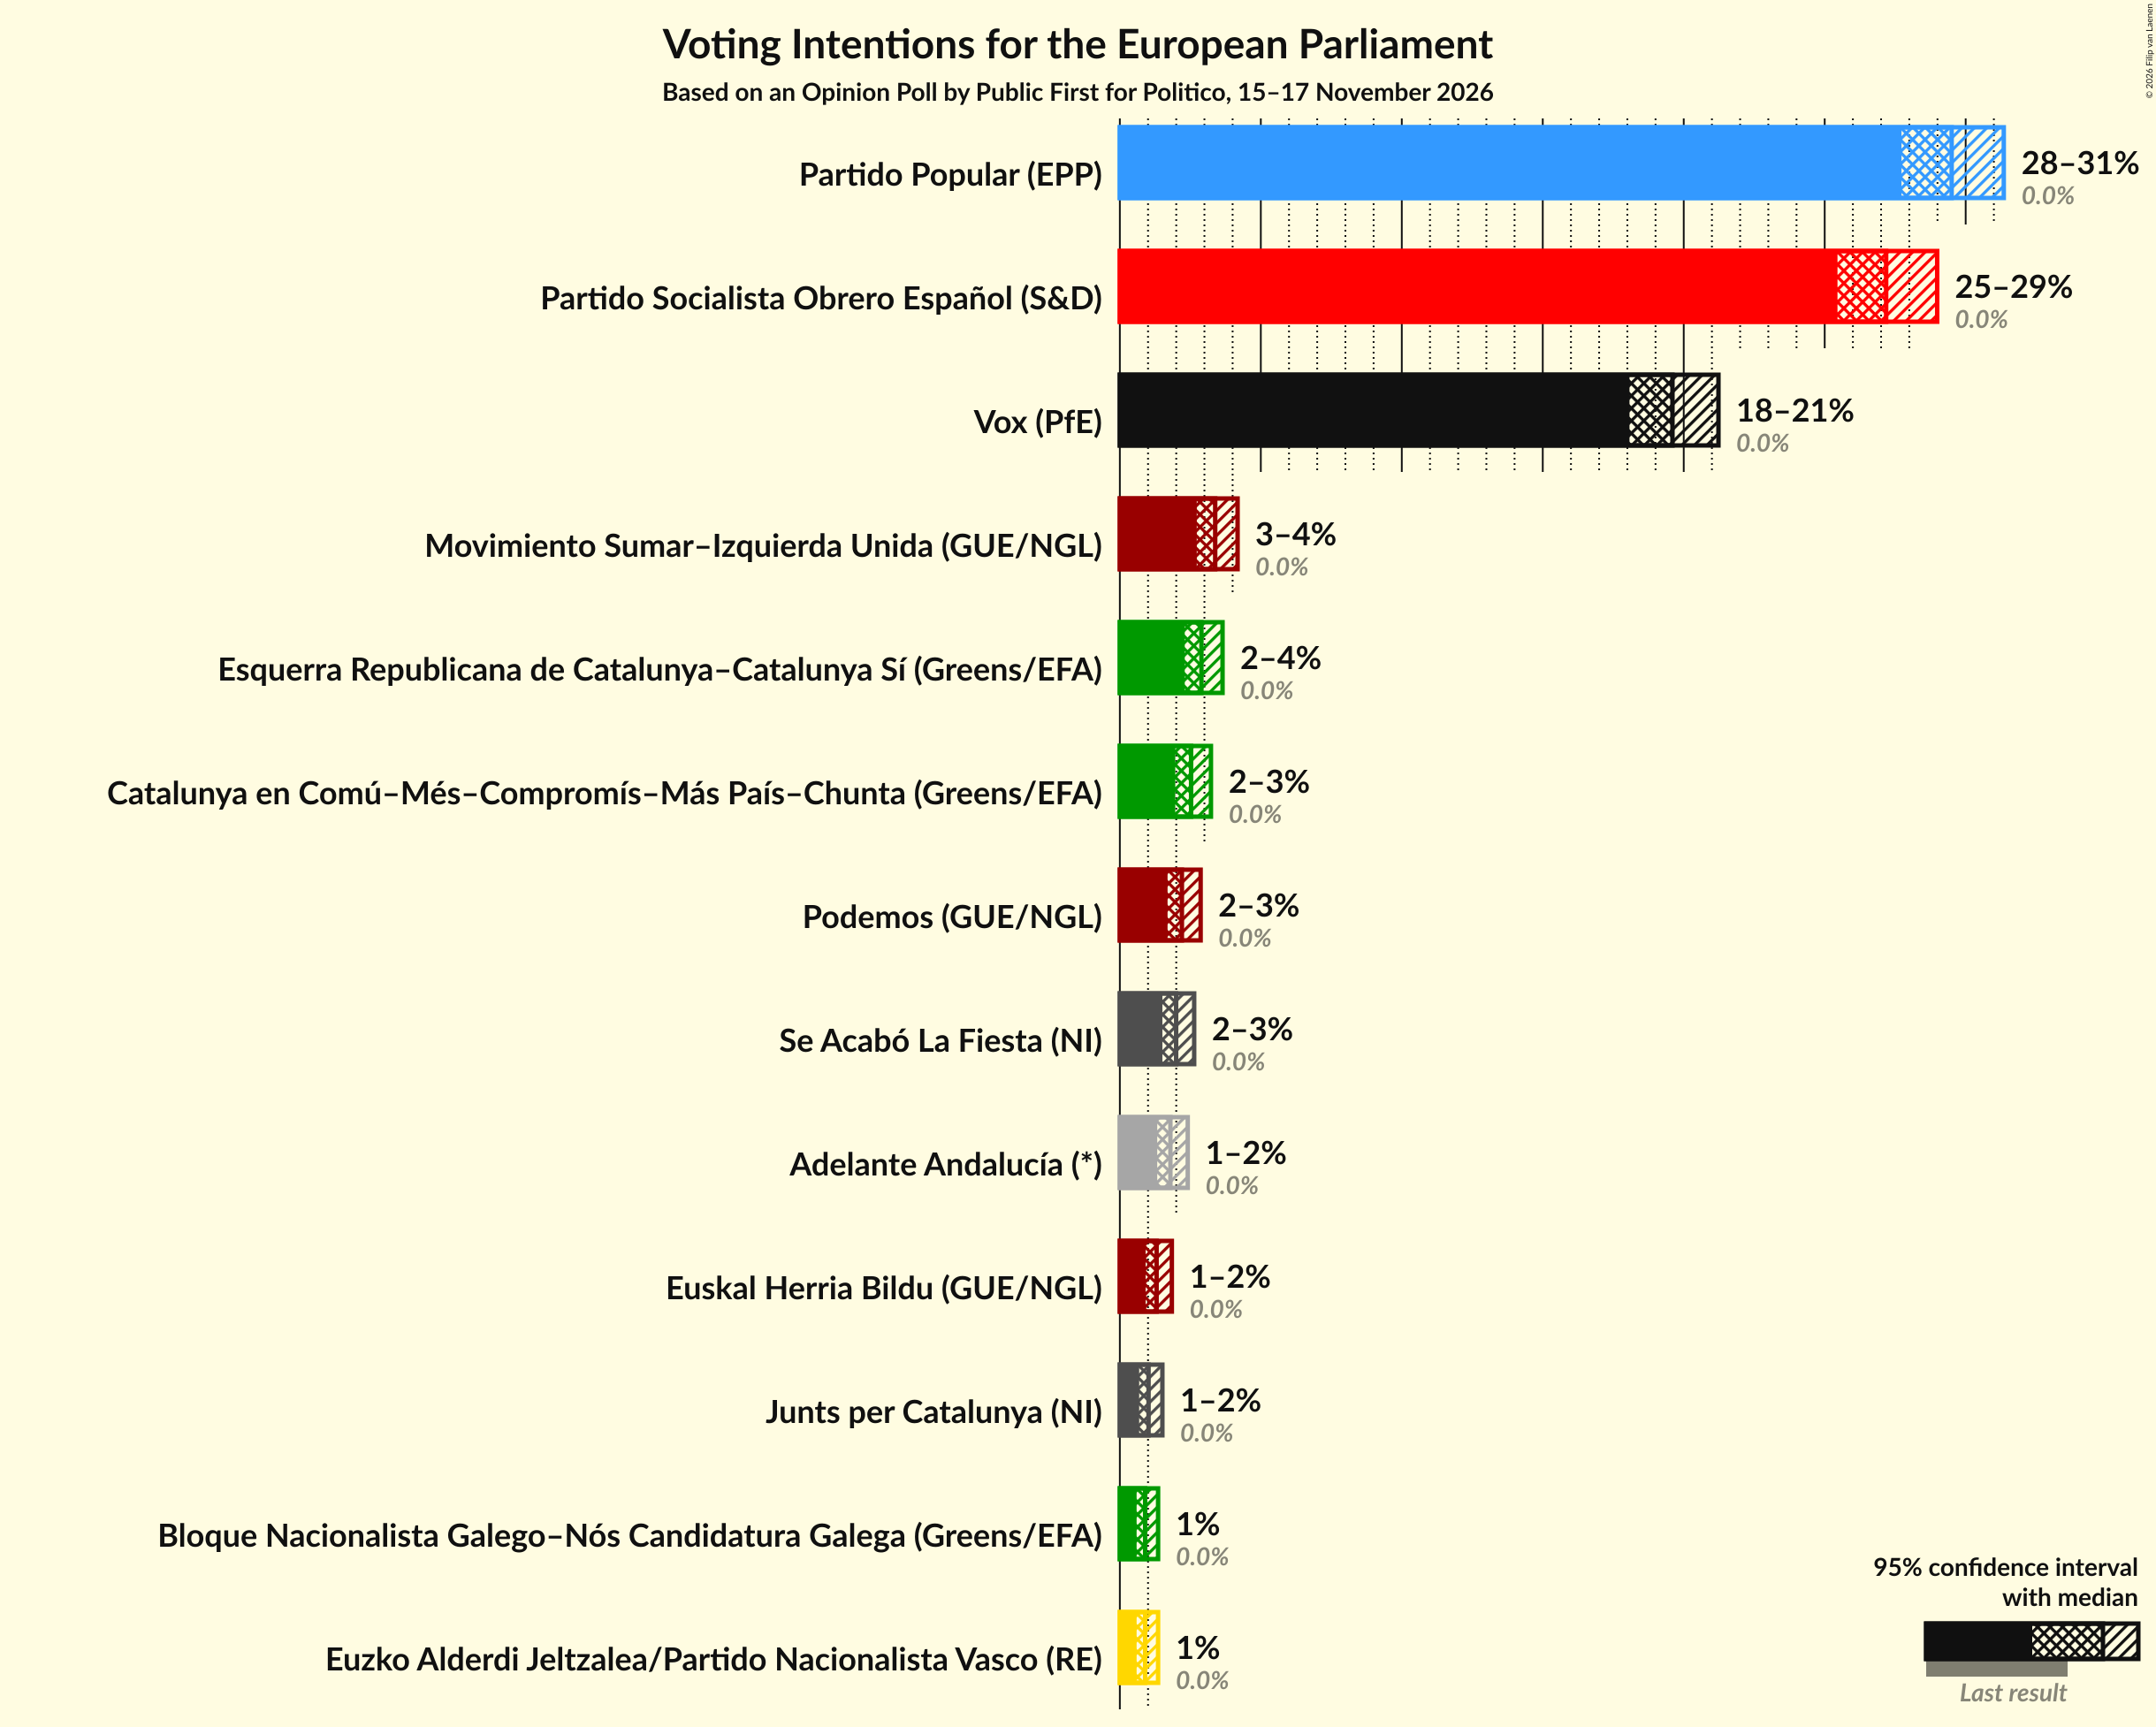 Voting Intentions for the European Parliament
Based on an Opinion Poll by Public First for Politico, 15–17 November 2026
© 2026 Filip van Laenen
Partido Popular (EPP)
28–31%
0.0%
Partido Socialista Obrero Español (S&D)
25–29%
0.0%
Vox (PfE)
18–21%
0.0%
Movimiento Sumar–Izquierda Unida (GUE/NGL)
3–4%
0.0%
Esquerra Republicana de Catalunya–Catalunya Sí (Greens/EFA)
2–4%
0.0%
Catalunya en Comú–Més–Compromís–Más País–Chunta (Greens/EFA)
2–3%
0.0%
Podemos (GUE/NGL)
2–3%
0.0%
Se Acabó La Fiesta (NI)
2–3%
0.0%
Adelante Andalucía (*)
1–2%
0.0%
Euskal Herria Bildu (GUE/NGL)
1–2%
0.0%
Junts per Catalunya (NI)
1–2%
0.0%
Bloque Nacionalista Galego–Nós Candidatura Galega (Greens/EFA)
1%
0.0%
Euzko Alderdi Jeltzalea/Partido Nacionalista Vasco (RE)
1%
0.0%
95% confidence interval
with median
Last result